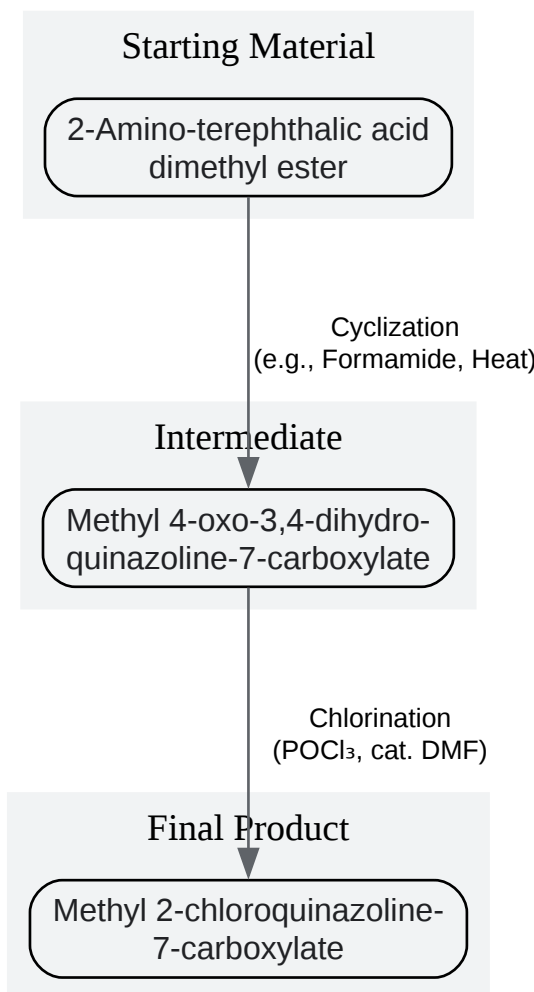 Starting Material
2-Amino-terephthalic acid
dimethyl ester
Cyclization
(e.g., Formamide, Heat)
Intermediate
Methyl 4-oxo-3,4-dihydro-
quinazoline-7-carboxylate
Chlorination
(POCl₃, cat. DMF)
Final Product
Methyl 2-chloroquinazoline-
7-carboxylate